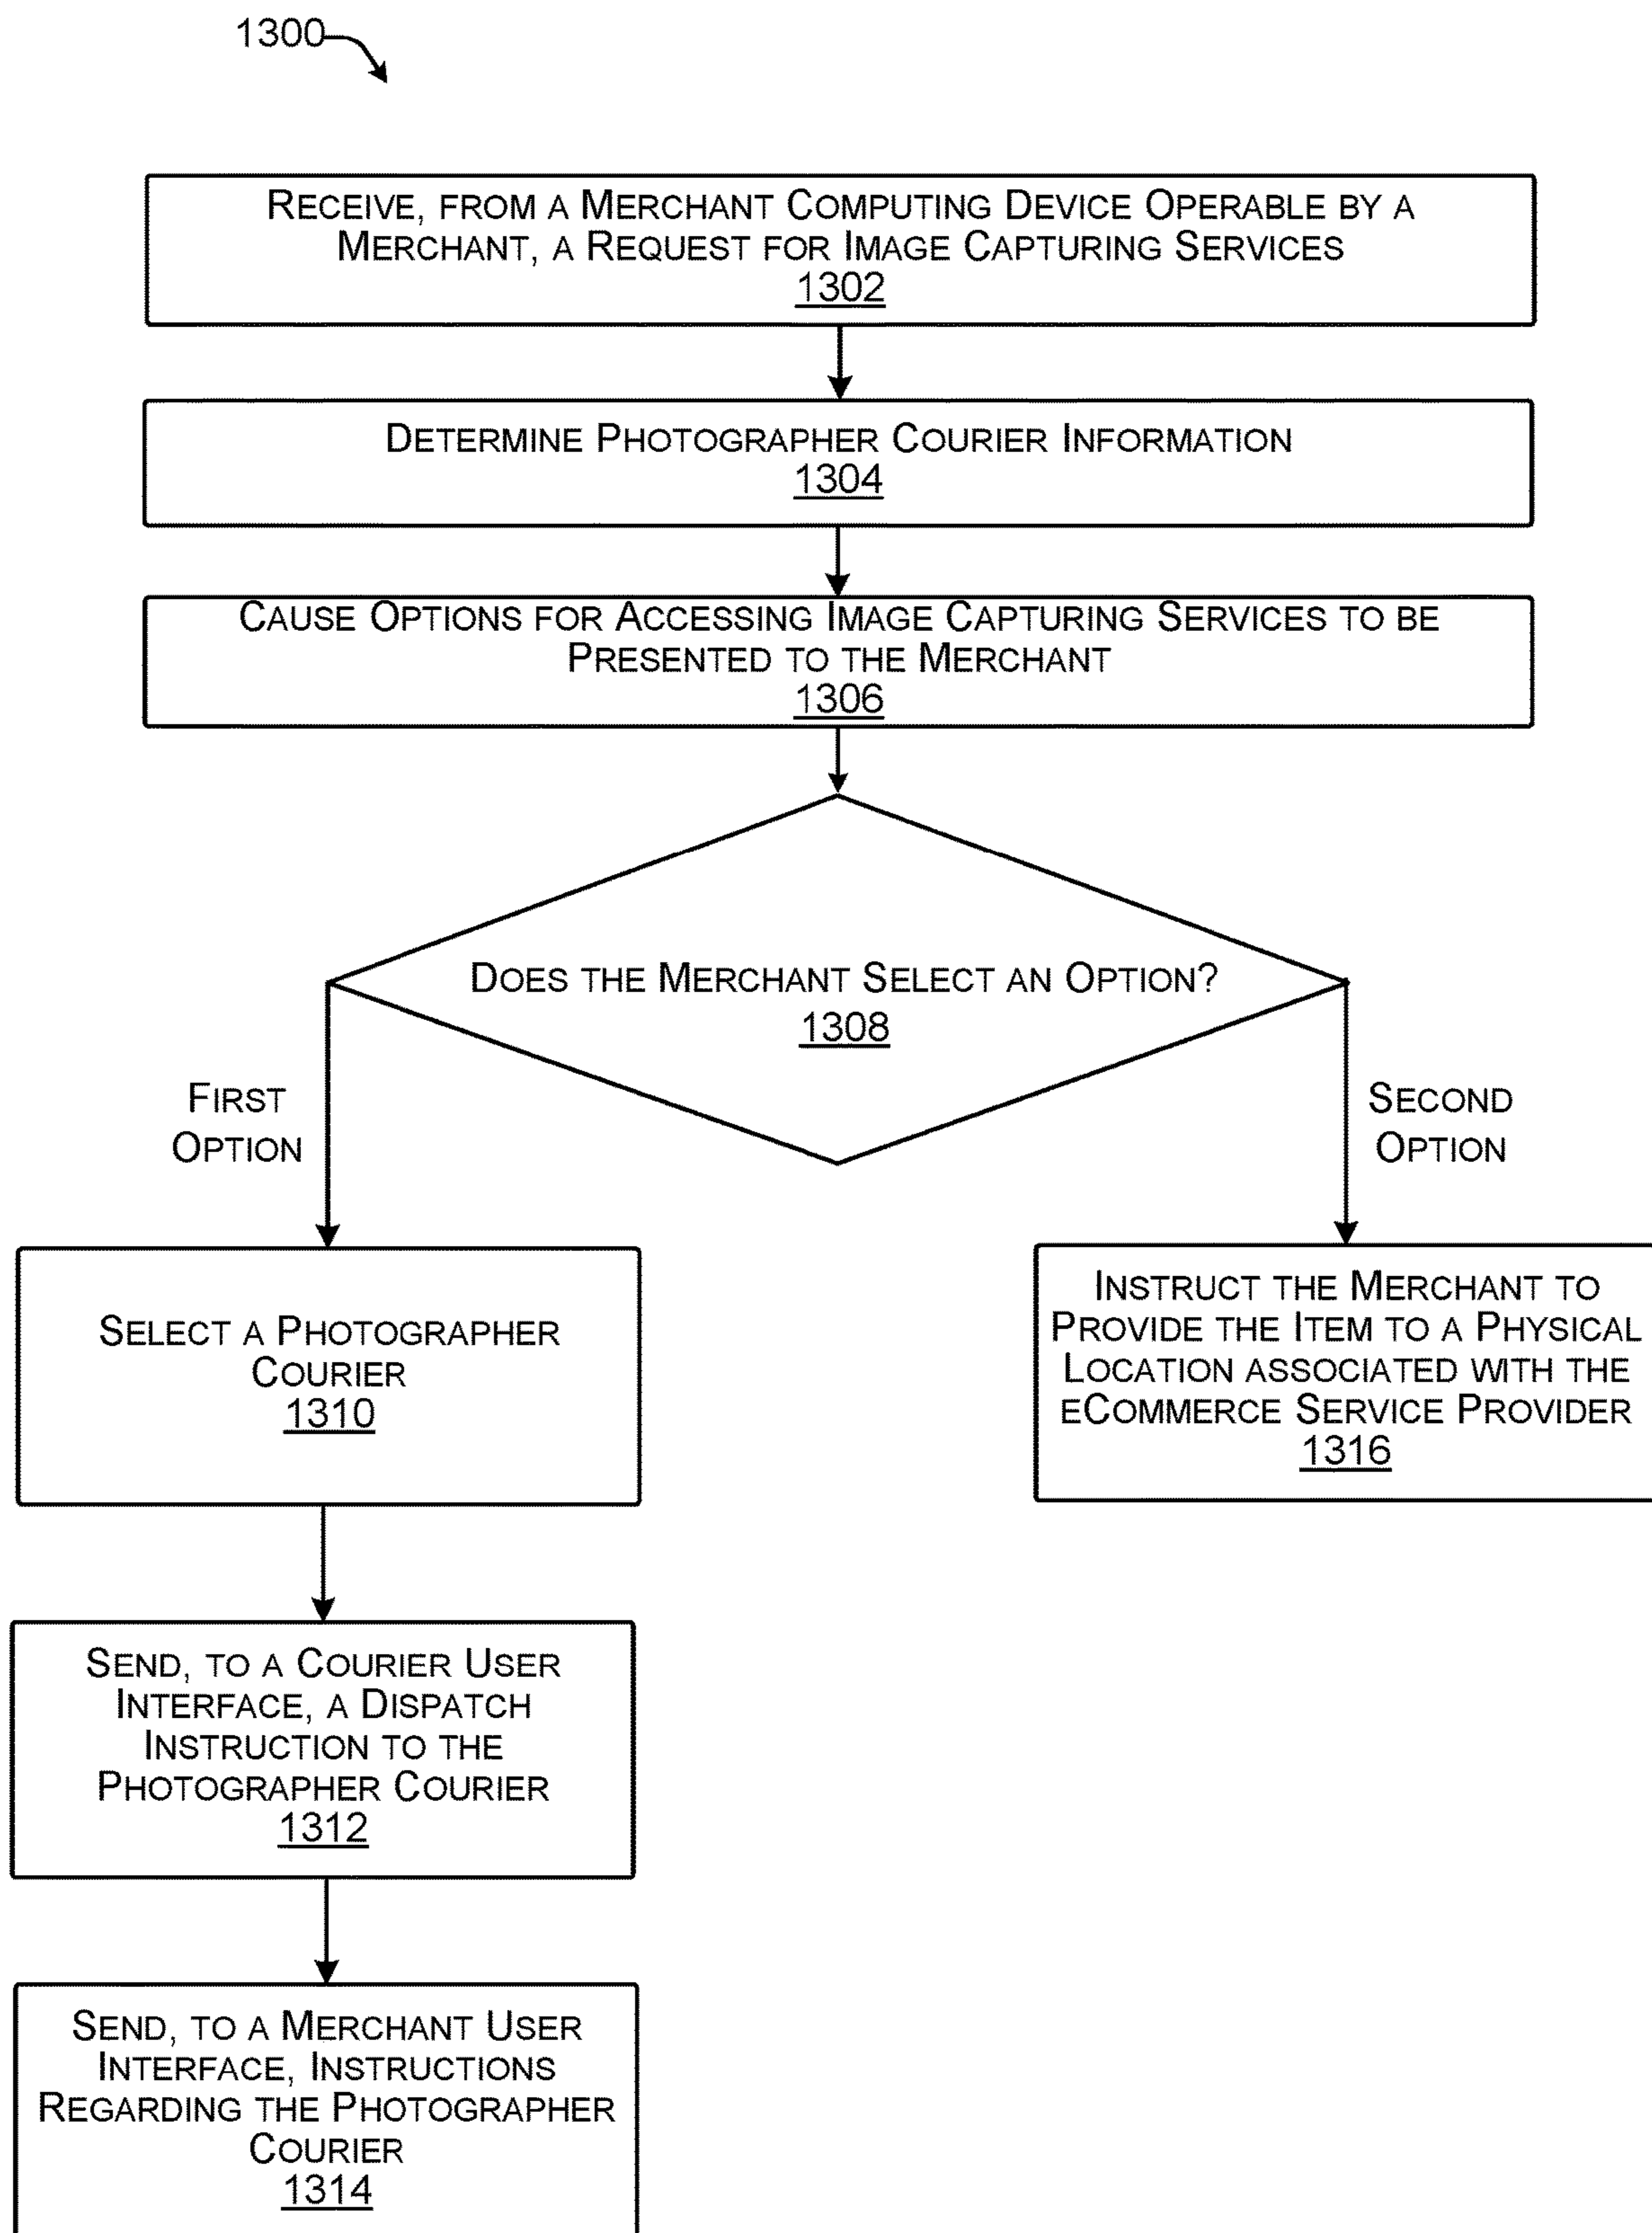 1300
RECEIVE, FROM A MERCHANT COMPUTING DEVICE OPERABLE BY A
MERCHANT, A REQUEST FOR IMAGE CAPTURING SERVICES
1302
DETERMINE PHOTOGRAPHER COURIER INFORMATION
1304
CAUSE OPTIONS FOR ACCESSING IMAGE CAPTURING SERVICES TO BE
PRESENTED TO THE MERCHANT
1306
DOES THE MERCHANT SELECT AN OPTION?
1308
FIRST
OPTION
SECOND
OPTION
SELECT A PHOTOGRAPHER
COURIER
1310
INSTRUCT THE MERCHANT TO
PROVIDE THE ITEM TO A PHYSICAL
LOCATION ASSOCIATED WITH THE
ECOMMERCE SERVICE PROVIDER
1316
SEND, TO A COURIER USER
INTERFACE, A DISPATCH
INSTRUCTION TO THE
PHOTOGRAPHER COURIER
1312
SEND, TO A MERCHANT USER
INTERFACE, INSTRUCTIONS
REGARDING THE PHOTOGRAPHER
COURIER
1314